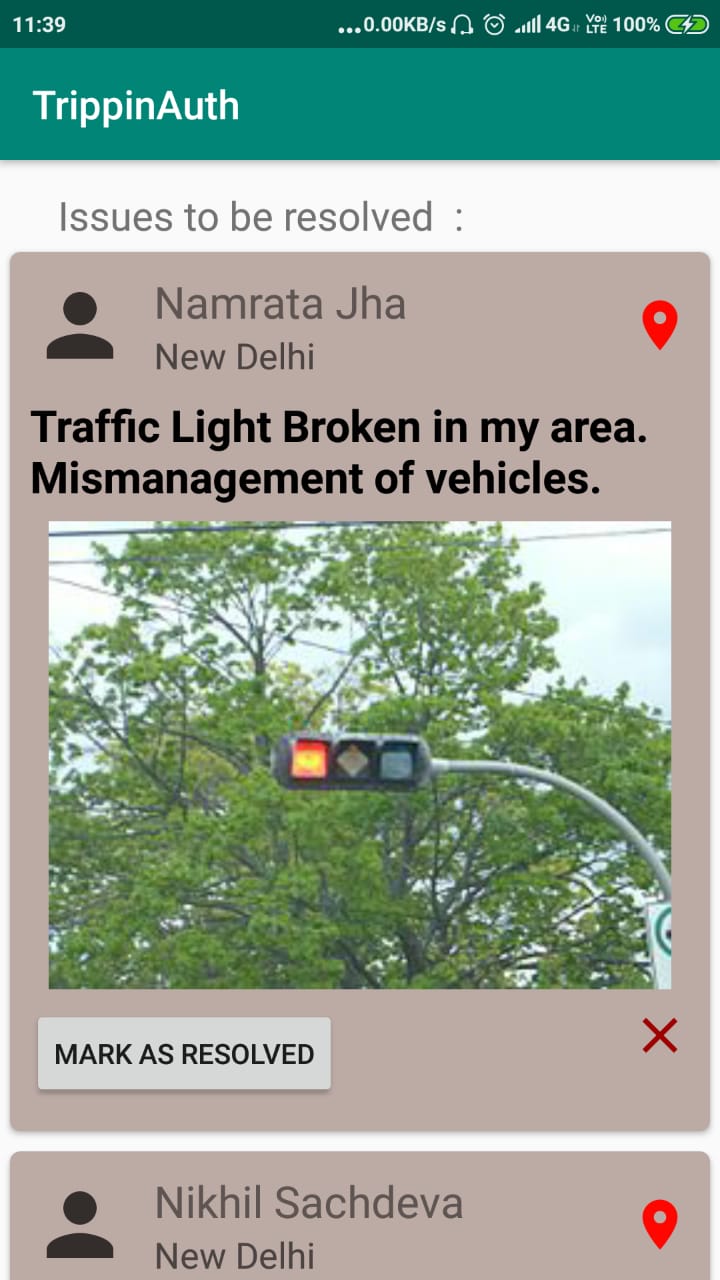 11:39 ...0.00KB/s 4G Vo) LTE 100%
TrippinAuth
Issues to be resolved :
Namrata Jha
New Delhi
Traffic Light Broken in my area.
Mismanagement of vehicles.
MARK AS RESOLVED
Nikhil Sachdeva
New Delhi